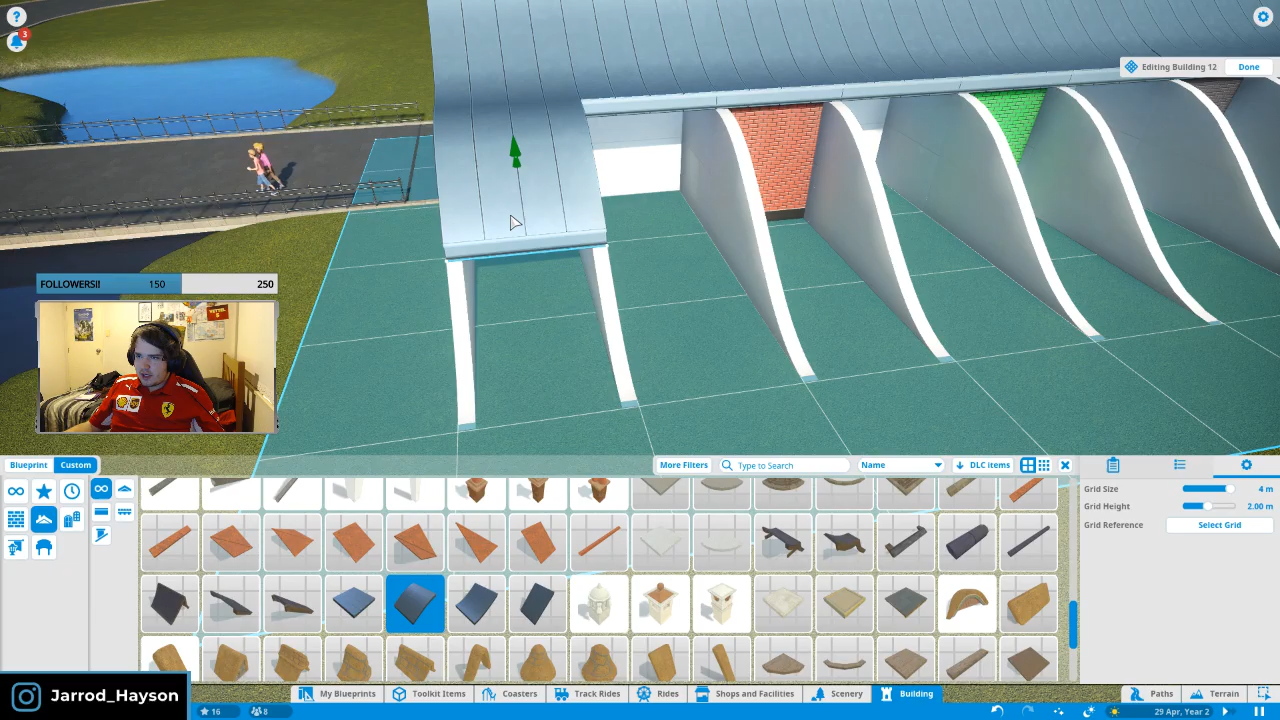 ?
3
Editing Building 12
Done
FOLLOWERS!!
150
250
Blueprint
Custom
More Filters
Type to Search
Name
DLC items
Grid Size
4 m
Grid Height
2.00 m
Grid Reference
Select Grid
Jarrod_Hayson
My Blueprints
Toolkit Items
Coasters
Track Rides
Rides
Shops and Facilities
Scenery
Building
Paths
Terrain
16
8
29 Apr, Year 2